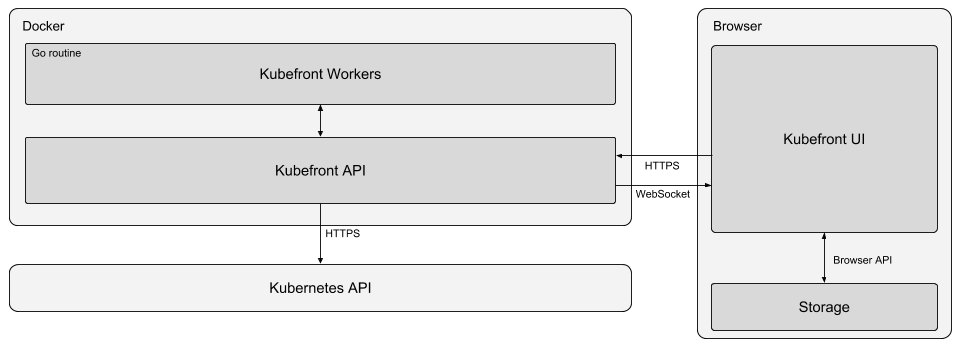 Docker
Go routine
Kubefront Workers
Kubefront API
HTTPS
Kubernetes API
HTTPS
WebSocket
Browser
Kubefront UI
Browser API
Storage